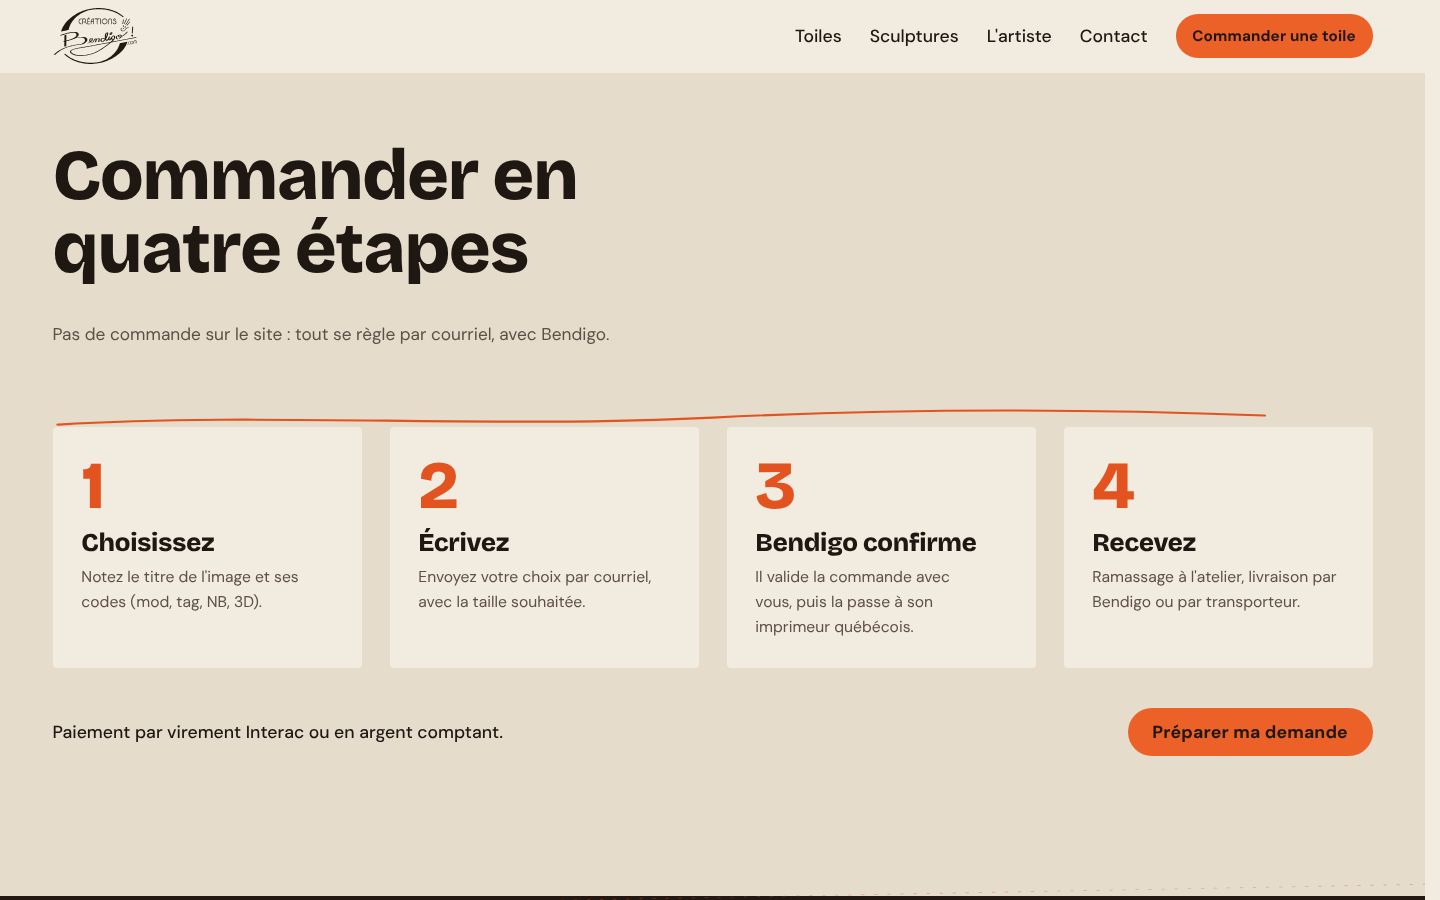 CRÉATIONS
Bendigo!
.com
Toiles
Sculptures
L'artiste
Contact
Commander une toile
Commander en
quatre étapes
Pas de commande sur le site : tout se règle par courriel, avec Bendigo.
1
Choisissez
Notez le titre de l'image et ses
codes (mod, tag, NB, 3D).
2
Écrivez
Envoyez votre choix par courriel,
avec la taille souhaitée.
3
Bendigo confirme
Il valide la commande avec
vous, puis la passe à son
imprimeur québécois.
4
Recevez
Ramassage à l'atelier, livraison par
Bendigo ou par transporteur.
Paiement par virement Interac ou en argent comptant.
Préparer ma demande